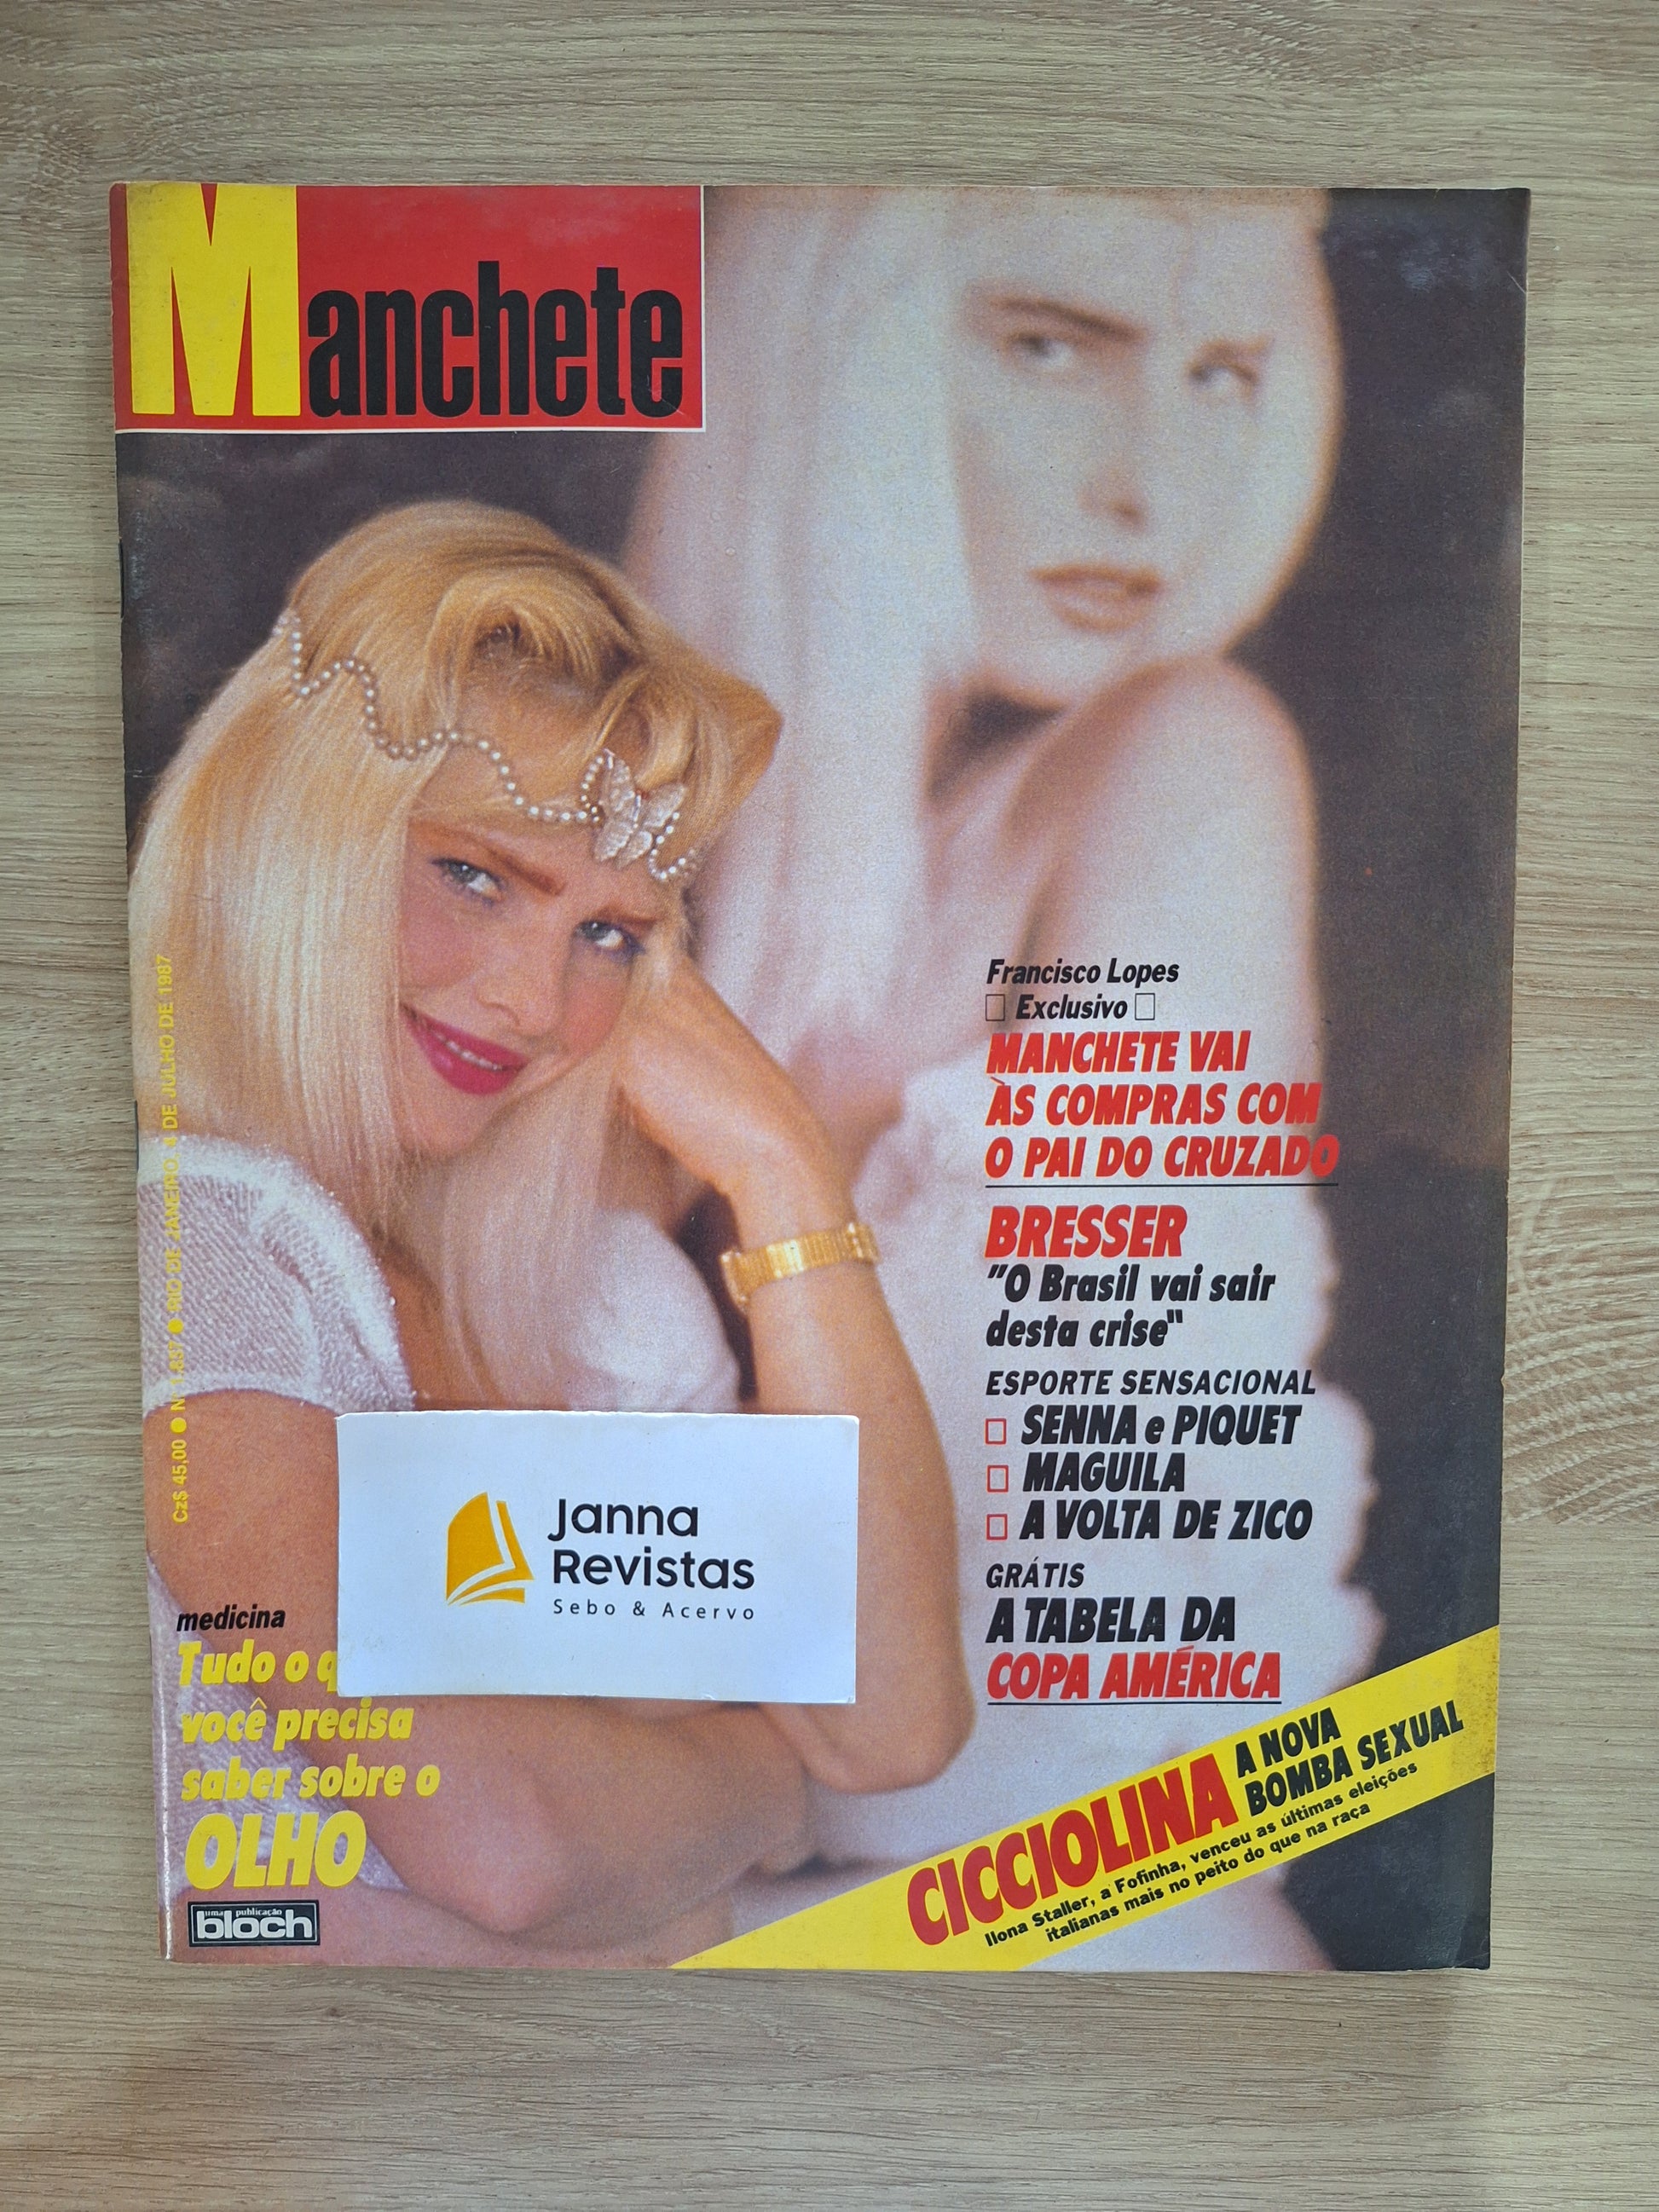 Manchete
Cz$ 45,00 ● Nº 1.857 ● RIO DE JANEIRO, DE JULHO DE 1987
Francisco Lopes
□ Exclusivo □
MANCHETE VAI
ÀS COMPRAS COM
O PAI DO CRUZADO
BRESSER
"O Brasil vai sair
desta crise"
ESPORTE SENSACIONAL
□ SENNA e PIQUET
□ MAGUILA
□ A VOLTA DE ZICO
GRÁTIS
A TABELA DA
COPA AMÉRICA
Janna
Revistas
Sebo & Acervo
medicina
Tudo o q
você precisa
saber sobre o
OLHO
uma publicação
bloch
CICCIOLINA A NOVA
BOMBA SEXUAL
Ilona Staller, a Fofinha, venceu as últimas eleições
italianas mais no peito do que na raça